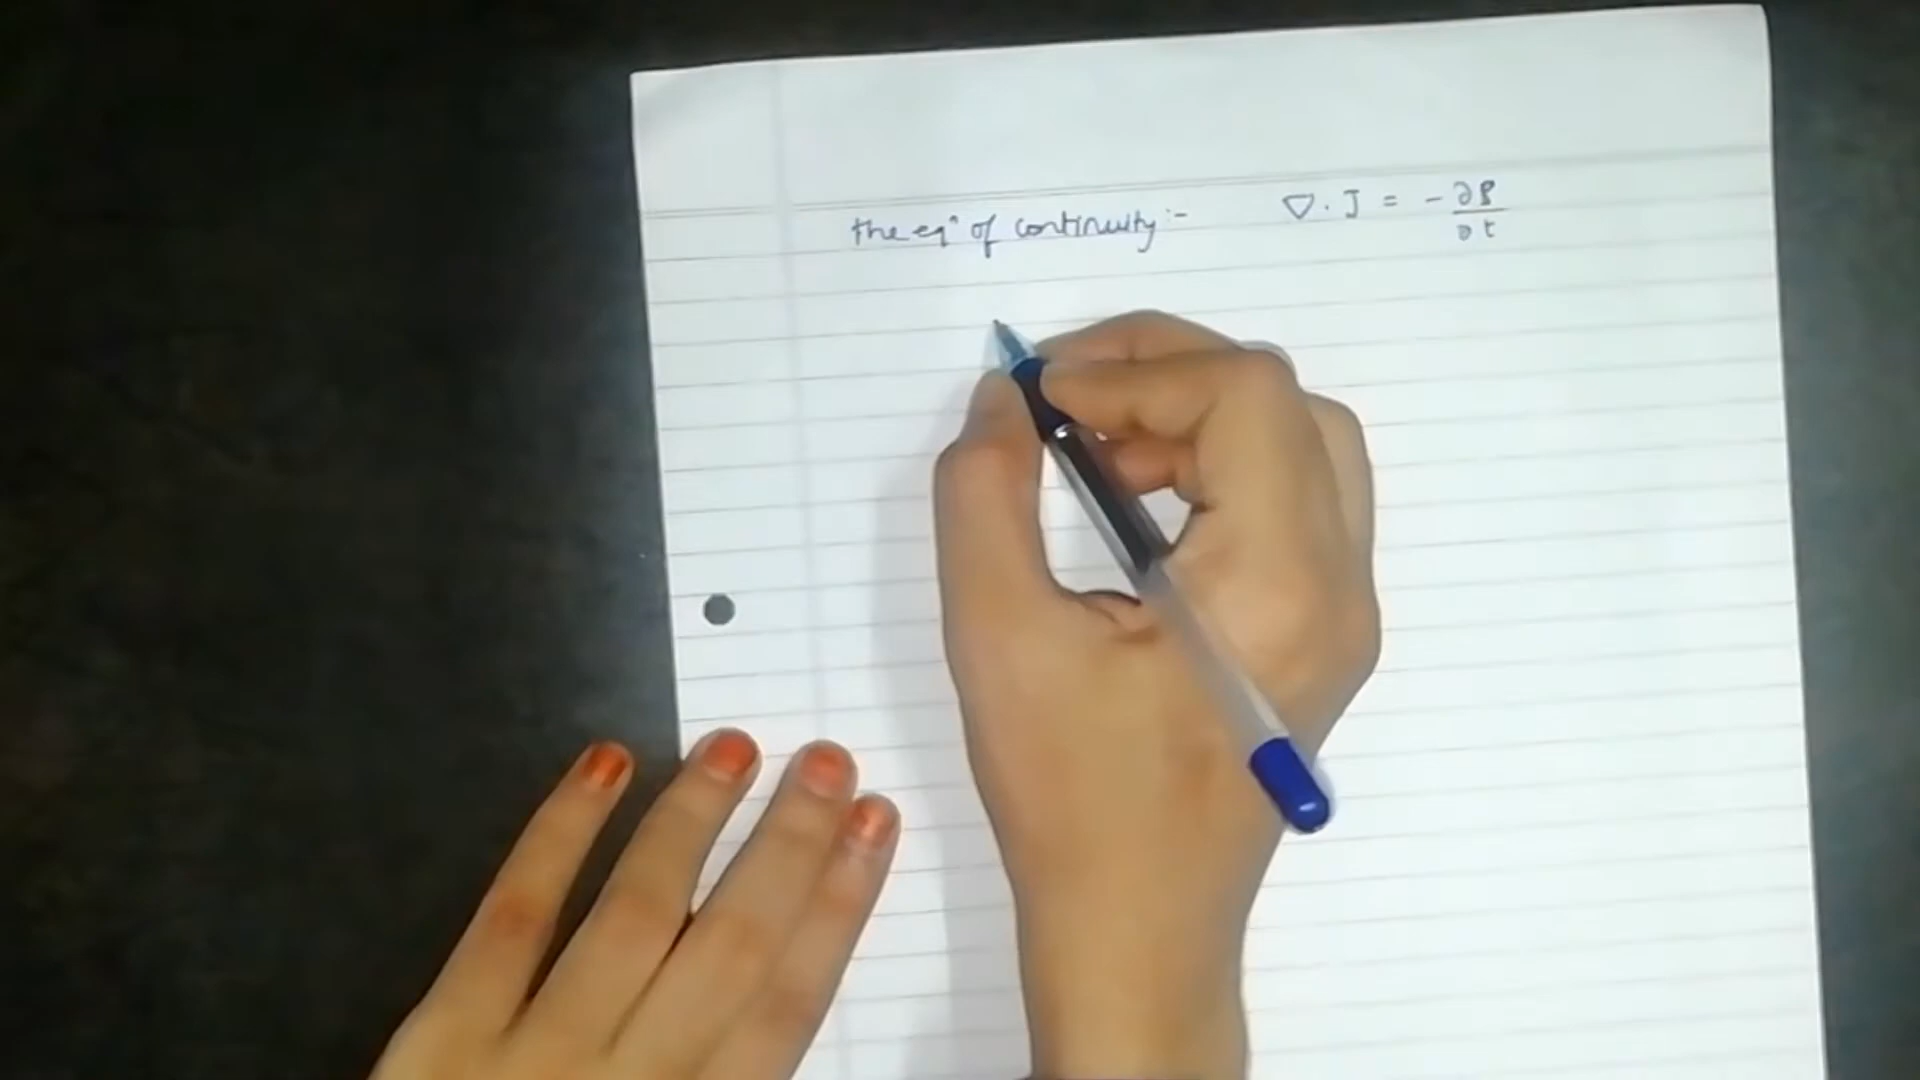 the eqⁿ of continuity :- ∇ . J = - ∂ρ / ∂t